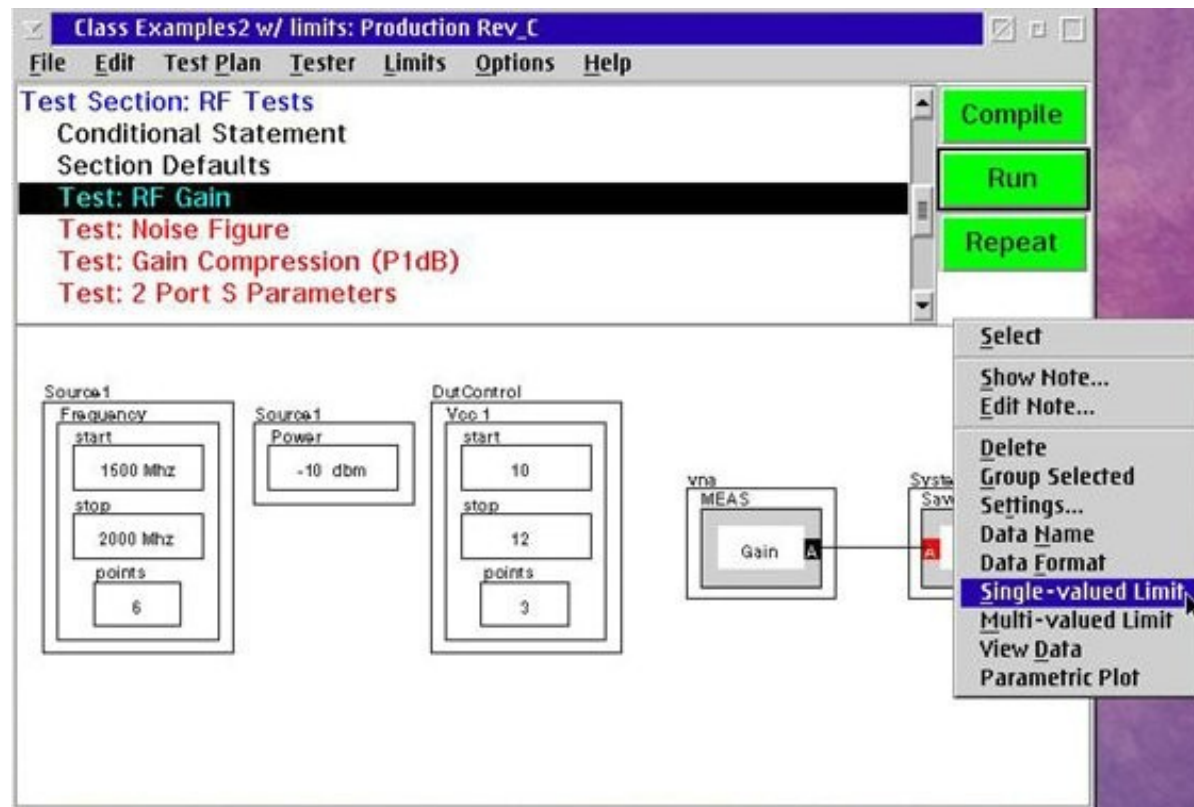 Class Examples2 w/ limits: Production Rev_C
File Edit Test Plan Tester Limits Options Help
Test Section: RF Tests
Conditional Statement
Section Defaults
Test: RF Gain
Test: Noise Figure
Test: Gain Compression (P1dB)
Test: 2 Port S Parameters
Compile
Run
Repeat
Source1
Frequency
start
1500 Mhz
stop
2000 Mhz
points
6
Source1
Power
-10 dbm
DutControl
Vcc 1
start
10
stop
12
points
3
vna
MEAS
Gain A
Syste
Sav
A
Select
Show Note...
Edit Note...
Delete
Group Selected
Settings...
Data Name
Data Format
Single-valued Limit
Multi-valued Limit
View Data
Parametric Plot